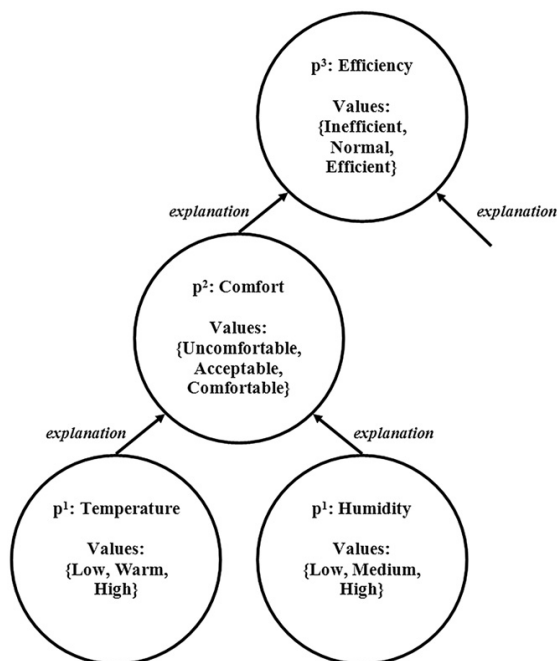 p³: Efficiency
Values:
{Inefficient,
Normal,
Efficient}
explanation
explanation
p²: Comfort
Values:
{Uncomfortable,
Acceptable,
Comfortable}
explanation
explanation
p¹: Temperature
Values:
{Low, Warm,
High}
p¹: Humidity
Values:
{Low, Medium,
High}